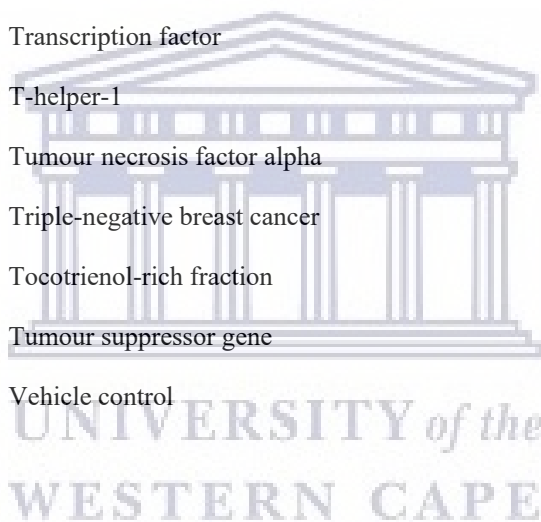 Transcription factor
T-helper-1
Tumour necrosis factor alpha
Triple-negative breast cancer
Tocotrienol-rich fraction
Tumour suppressor gene
Vehicle control
UNIVERSITY of the
WESTERN CAPE